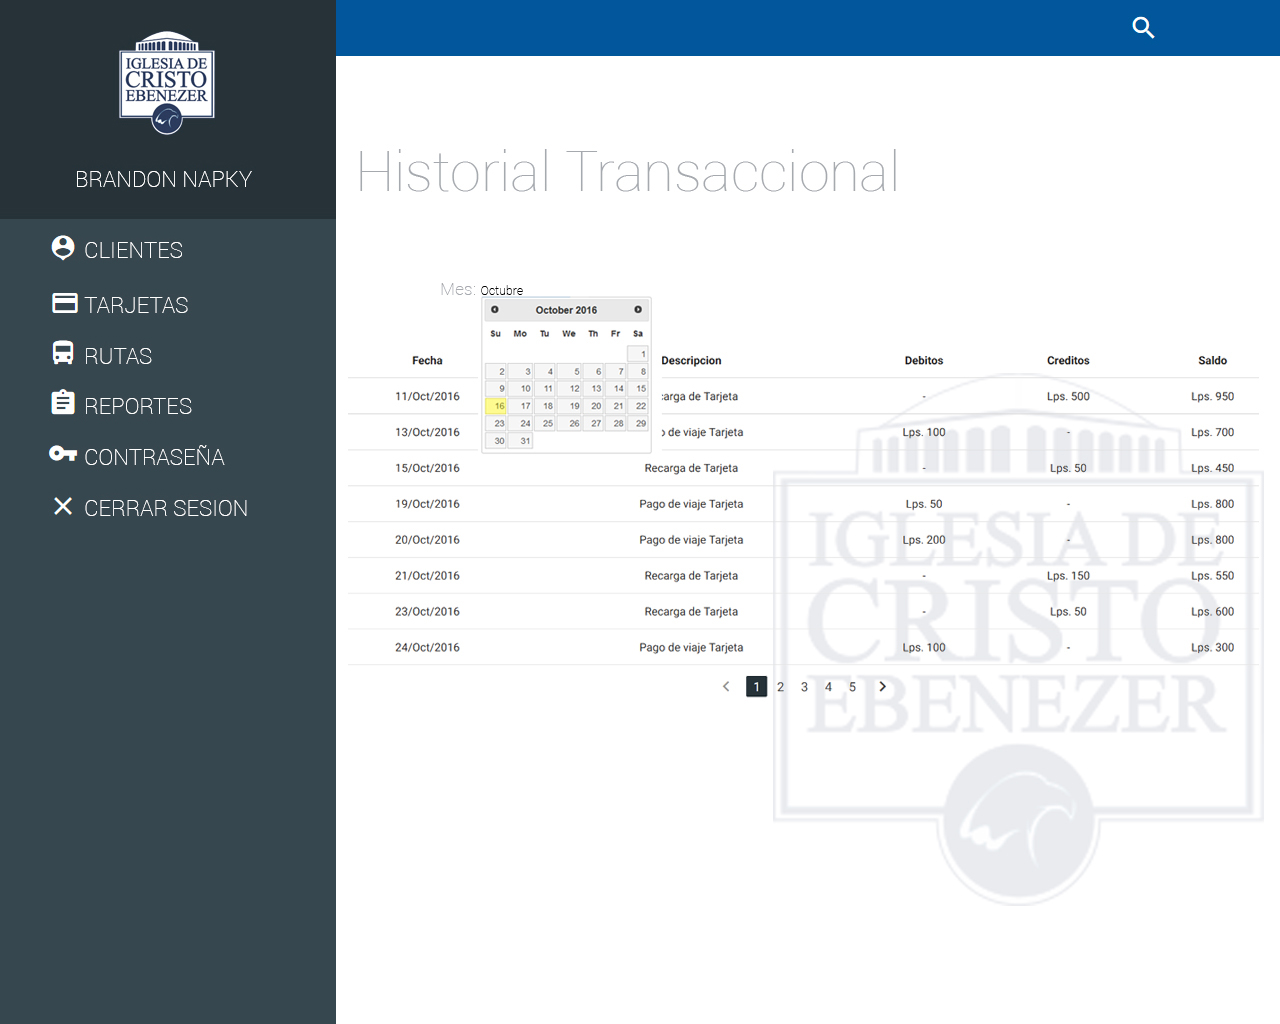 IGLESIA DE
CRISTO
EBENEZER
BRANDON NAPKY
CLIENTES
TARJETAS
RUTAS
REPORTES
CONTRASEÑA
CERRAR SESION
Historial Transaccional
Mes: Octubre
October 2016
Su Mo Tu We Th Fr Sa
1
2 3 4 5 6 7 8
9 10 11 12 13 14 15
16 17 18 19 20 21 22
23 24 25 26 27 28 29
30 31
Fecha Descripcion Debitos Creditos Saldo
11/Oct/2016 carga de Tarjeta - Lps. 500 Lps. 950
13/Oct/2016 o de viaje Tarjeta Lps. 100 - Lps. 700
15/Oct/2016 Recarga de Tarjeta - Lps. 50 Lps. 450
19/Oct/2016 Pago de viaje Tarjeta Lps. 50 - Lps. 800
20/Oct/2016 Pago de viaje Tarjeta Lps. 200 - Lps. 800
21/Oct/2016 Recarga de Tarjeta - Lps. 150 Lps. 550
23/Oct/2016 Recarga de Tarjeta - Lps. 50 Lps. 600
24/Oct/2016 Pago de viaje Tarjeta Lps. 100 - Lps. 300
1 2 3 4 5
IGLESIA DE
CRISTO
EBENEZER